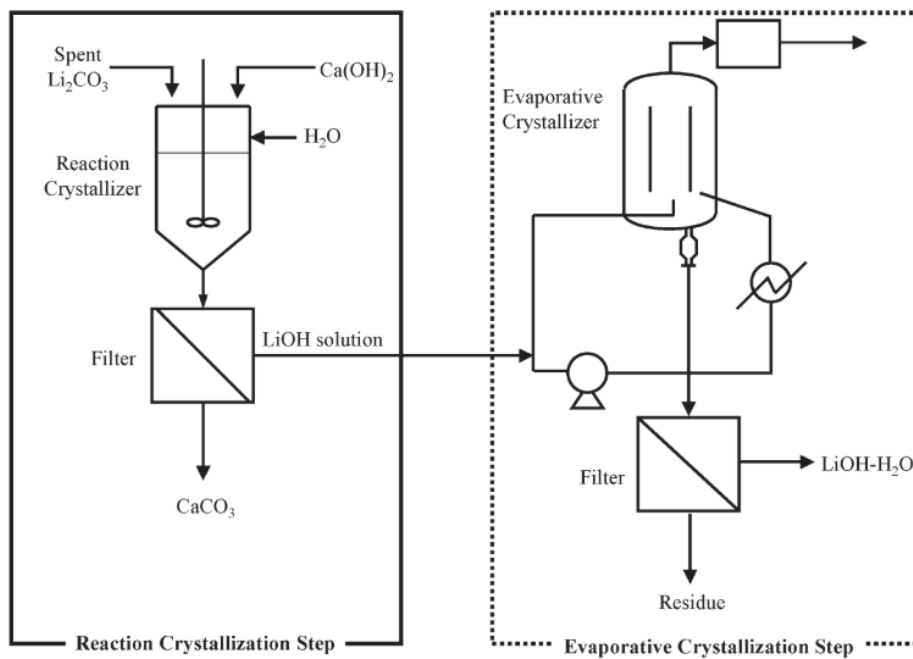 Spent
Li₂CO₃
Ca(OH)₂
H₂O
Reaction
Crystallizer
Filter
LiOH solution
CaCO₃
Reaction Crystallization Step
Evaporative
Crystallizer
Filter
LiOH-H₂O
Residue
Evaporative Crystallization Step